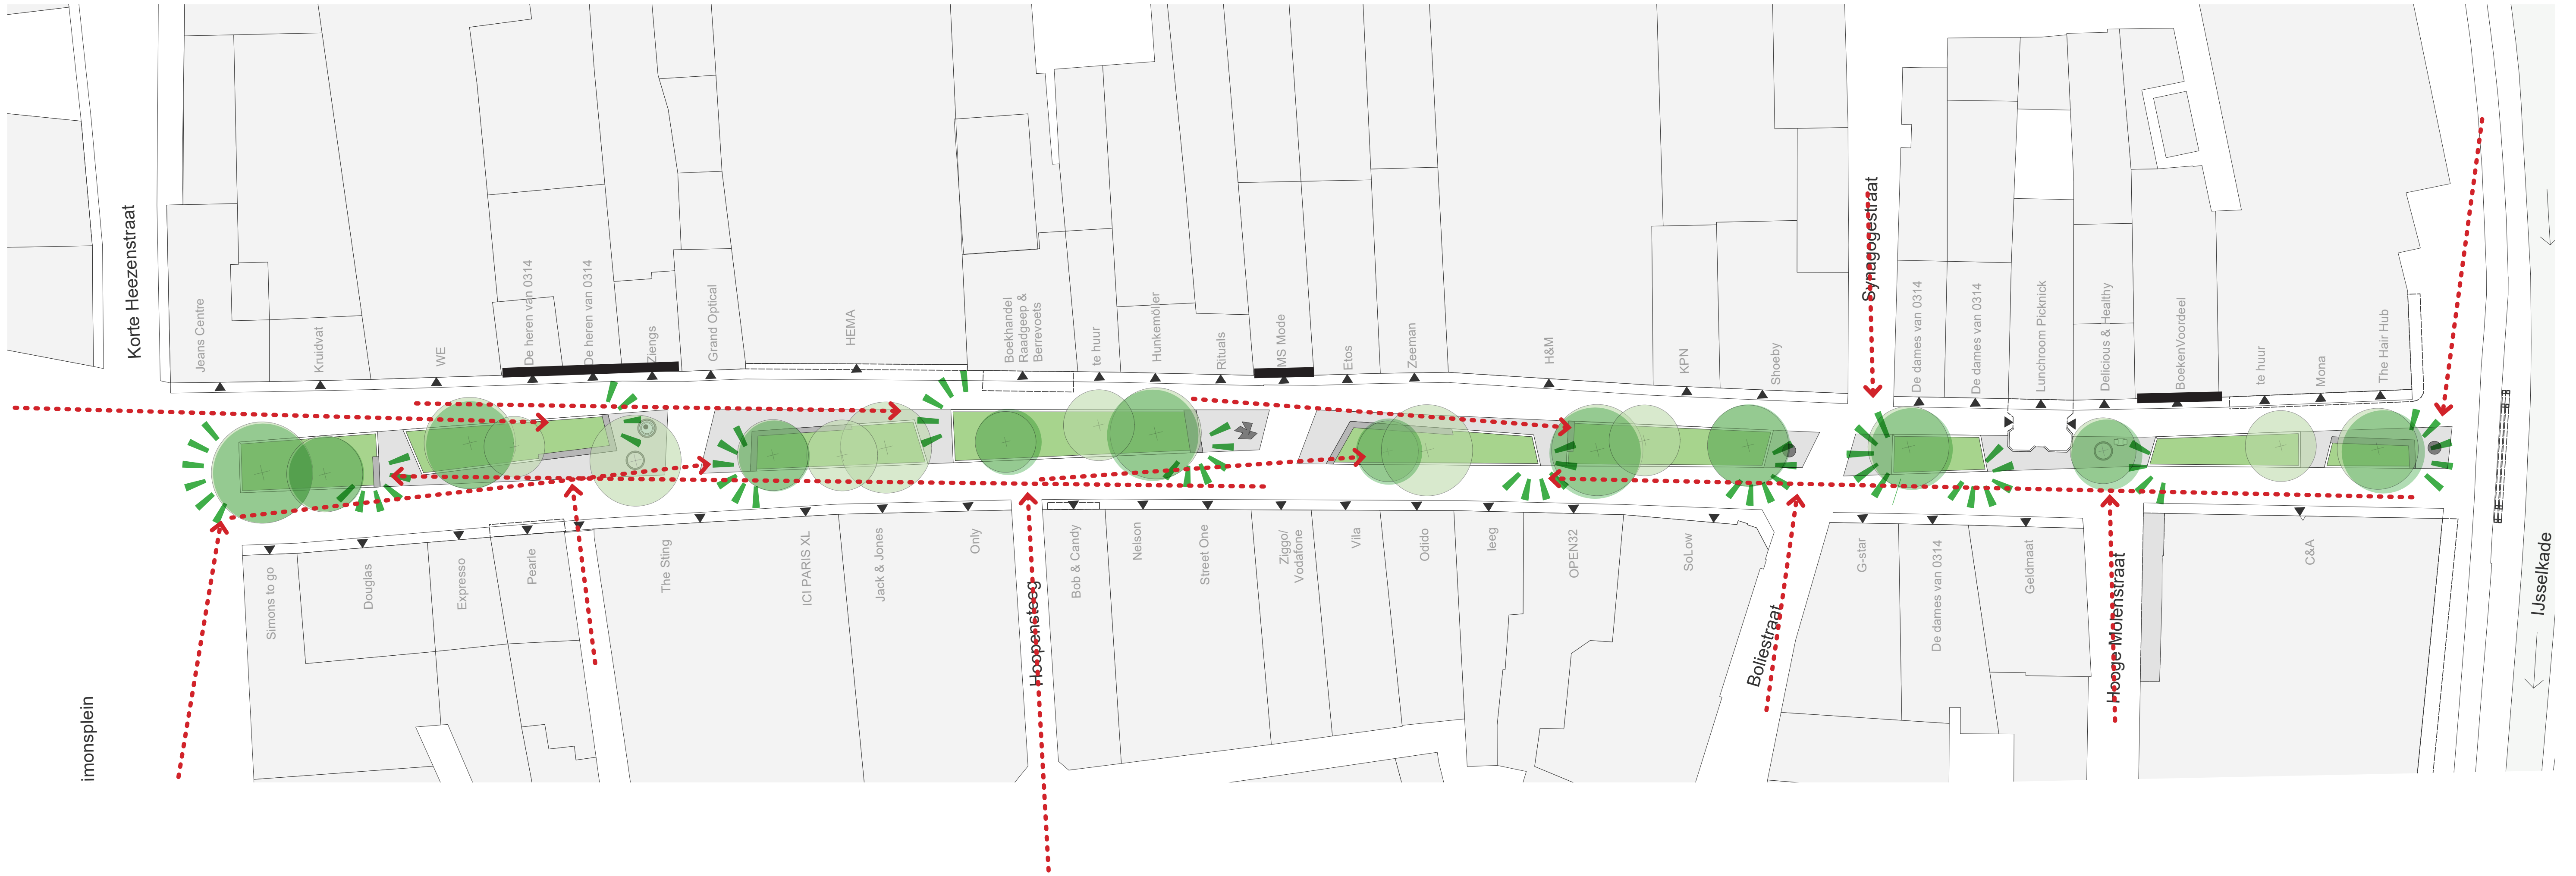 Korte Heezenstraat
Jeans Centre
Kruidvat
WE
De heren van 0314
De heren van 0314
Ziengs
Grand Optical
HEMA
Boekhandel
Raadgeep &
Berrevoets
te huur
Hunkemöller
Rituals
MS Mode
Etos
Zeeman
H&M
KPN
Shoeby
Synagogestraat
De dames van 0314
De dames van 0314
Lunchroom Picknick
Delicious & Healthy
BoekenVoordeel
te huur
Mona
The Hair Hub
imonsplein
Simons to go
Douglas
Expresso
Pearle
The Sting
ICI PARIS XL
Jack & Jones
Only
Hoopensteeg
Bob & Candy
Nelson
Street One
Ziggo/
Vodafone
Vila
Odido
leeg
OPEN32
SoLow
Boliestraat
G-star
De dames van 0314
Geldmaat
Hooge Molenstraat
C&A
IJsselkade